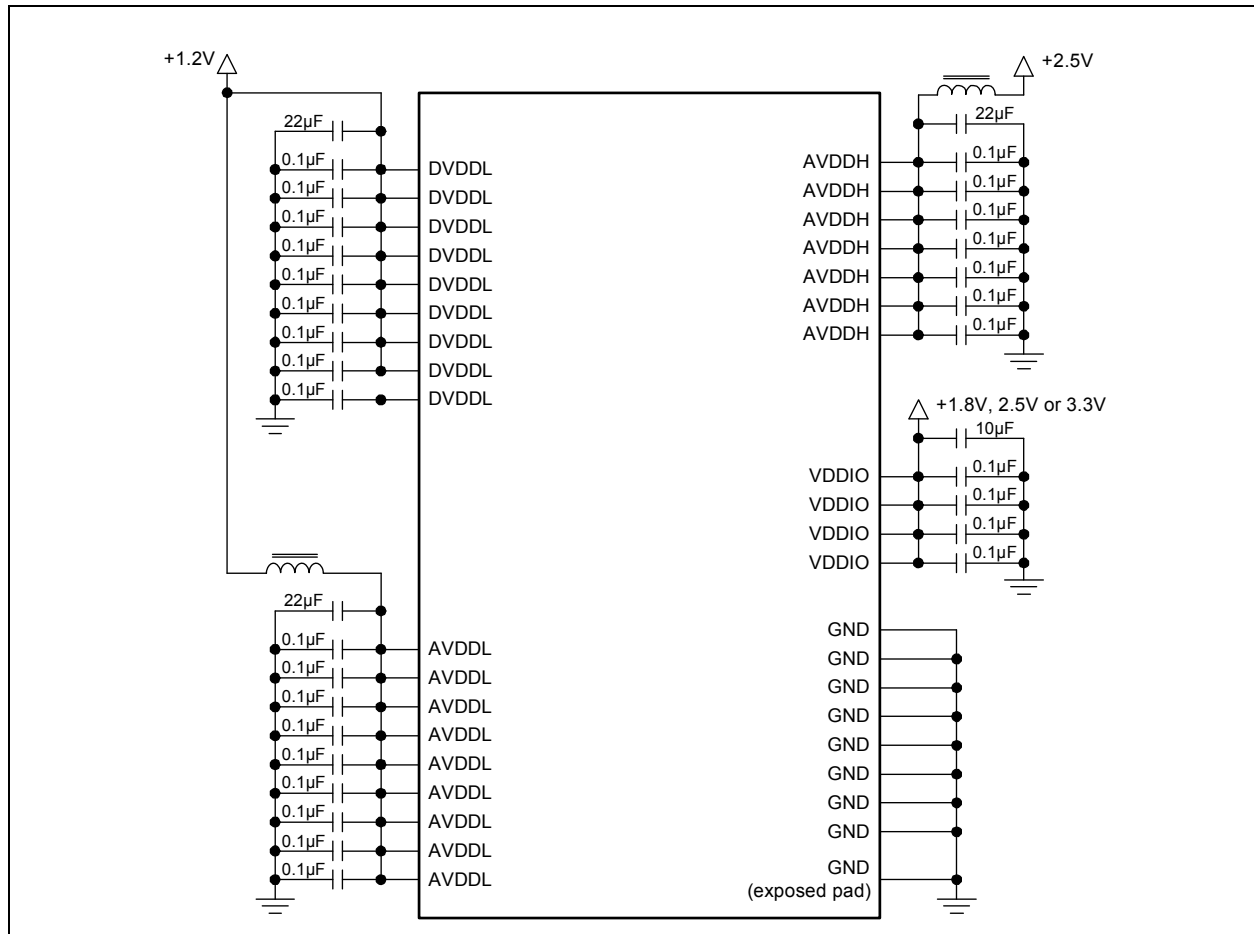 +1.2V
22µF
0.1µF
DVDDL
0.1µF
DVDDL
0.1µF
DVDDL
0.1µF
DVDDL
0.1µF
DVDDL
0.1µF
DVDDL
0.1µF
DVDDL
0.1µF
DVDDL
0.1µF
DVDDL
22µF
0.1µF
AVDDL
0.1µF
AVDDL
0.1µF
AVDDL
0.1µF
AVDDL
0.1µF
AVDDL
0.1µF
AVDDL
0.1µF
AVDDL
0.1µF
AVDDL
0.1µF
AVDDL
+2.5V
22µF
AVDDH
0.1µF
AVDDH
0.1µF
AVDDH
0.1µF
AVDDH
0.1µF
AVDDH
0.1µF
AVDDH
0.1µF
AVDDH
0.1µF
+1.8V, 2.5V or 3.3V
10µF
VDDIO
0.1µF
VDDIO
0.1µF
VDDIO
0.1µF
VDDIO
0.1µF
GND
GND
GND
GND
GND
GND
GND
GND
GND
(exposed pad)